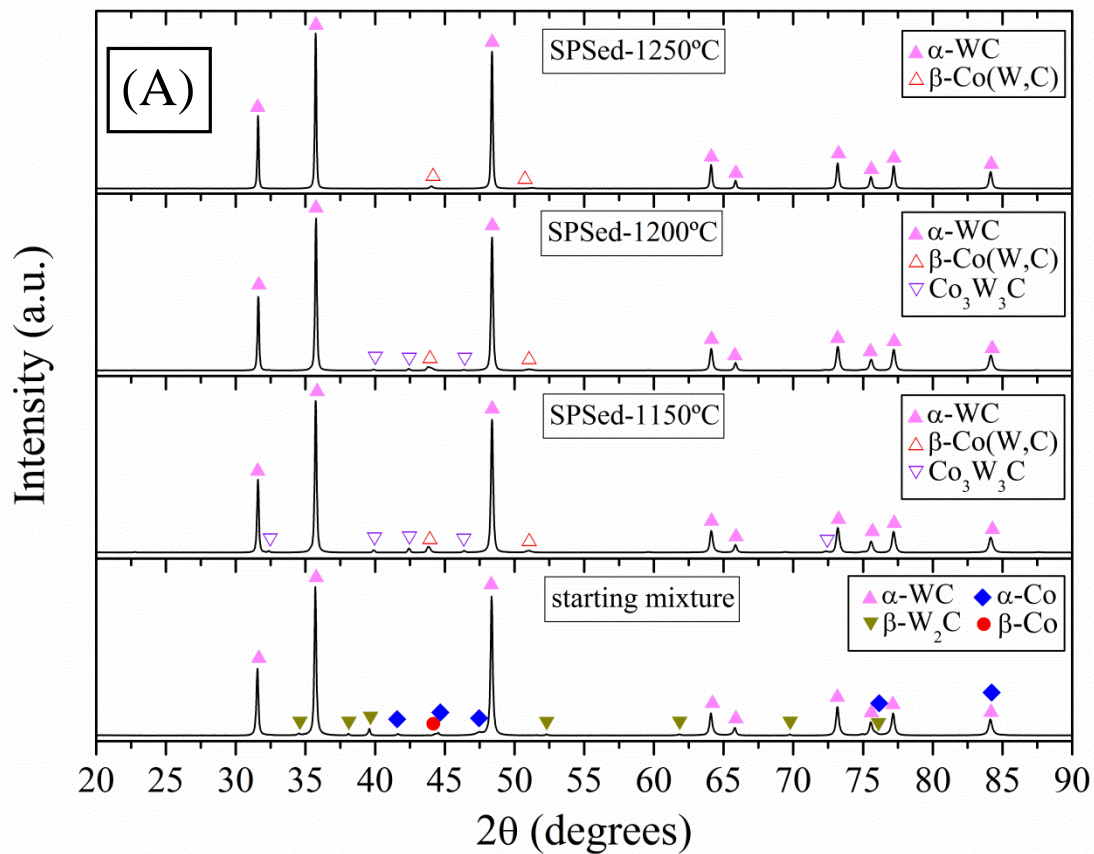 (A)
SPSed-1250ºC
α-WC
β-Co(W,C)
SPSed-1200ºC
α-WC
β-Co(W,C)
Co₃W₃C
SPSed-1150ºC
α-WC
β-Co(W,C)
Co₃W₃C
starting mixture
α-WC α-Co
β-W₂C β-Co
Intensity (a.u.)
20 25 30 35 40 45 50 55 60 65 70 75 80 85 90
2θ (degrees)